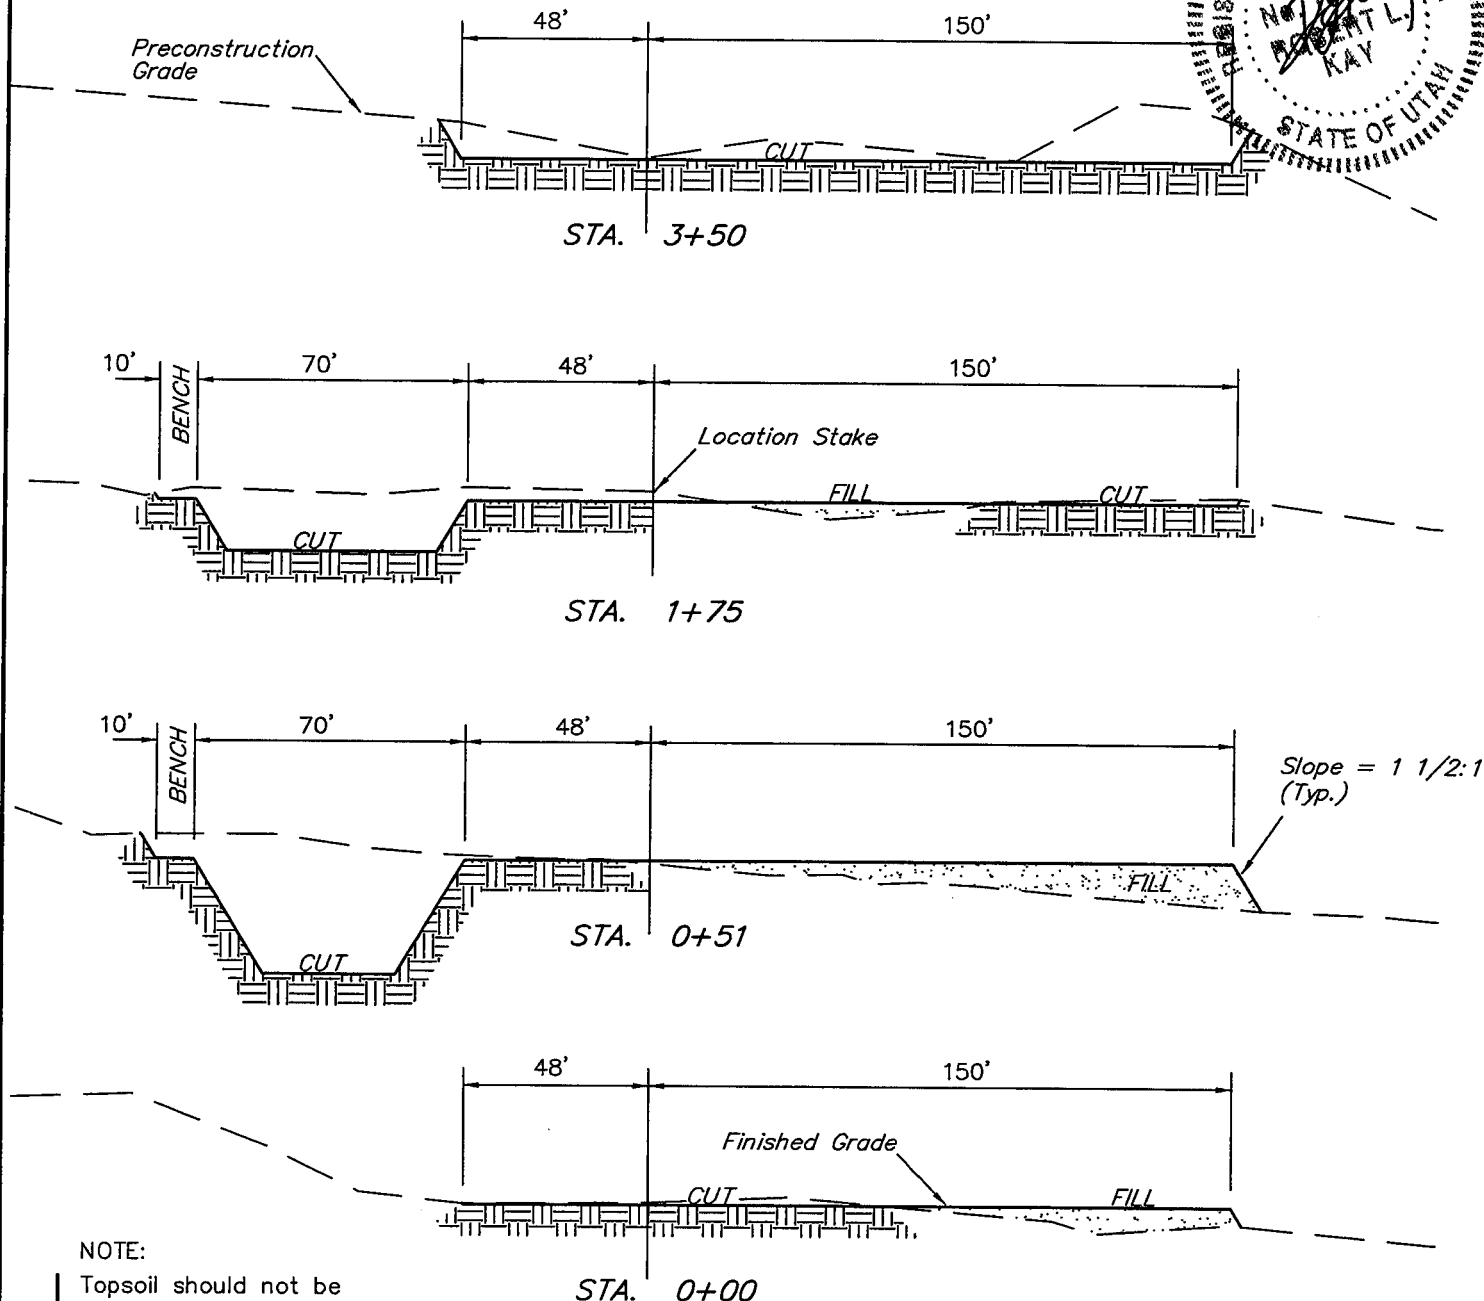 48'
150'
Preconstruction
Grade
ROBERT L.
KAY
STATE OF UTAH
CUT
STA. 3+50
10'
BENCH
70'
48'
150'
Location Stake
FILL
CUT
CUT
STA. 1+75
10'
BENCH
70'
48'
150'
Slope = 1 1/2:1
(Typ.)
FILL
CUT
STA. 0+51
48'
150'
Finished Grade
CUT
FILL
NOTE:
Topsoil should not be
STA. 0+00